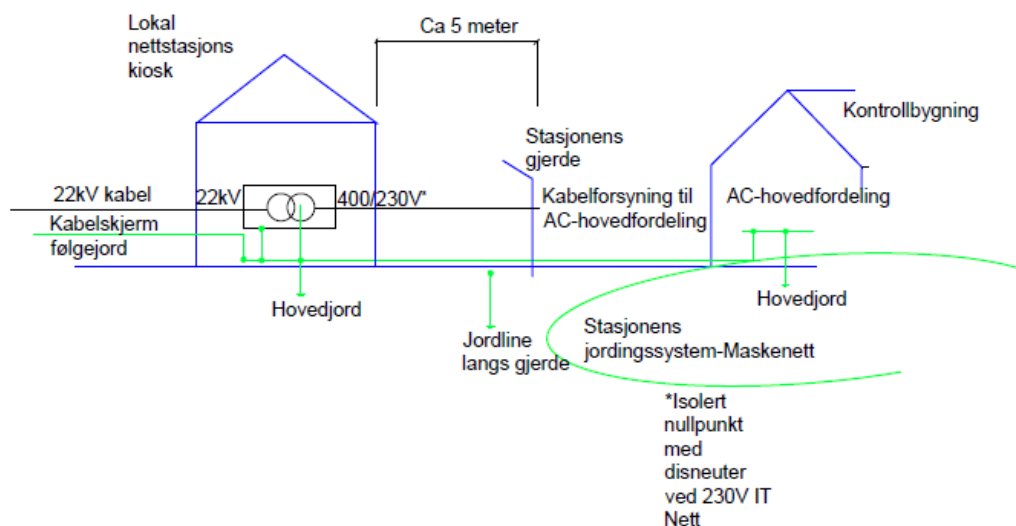 Lokal
nettstasjons
kiosk
Ca 5 meter
Stasjonens
gjerde
Kontrollbygning
22kV kabel
22kV
400/230V*
Kabelforsyning til
AC-hovedfordeling
AC-hovedfordeling
Kabelskjerm
følgejord
Hovedjord
Jordline
langs gjerde
Stasjonens
jordingssystem-Maskenett
Hovedjord
*Isolert
nullpunkt
med
disneuter
ved 230V IT
Nett